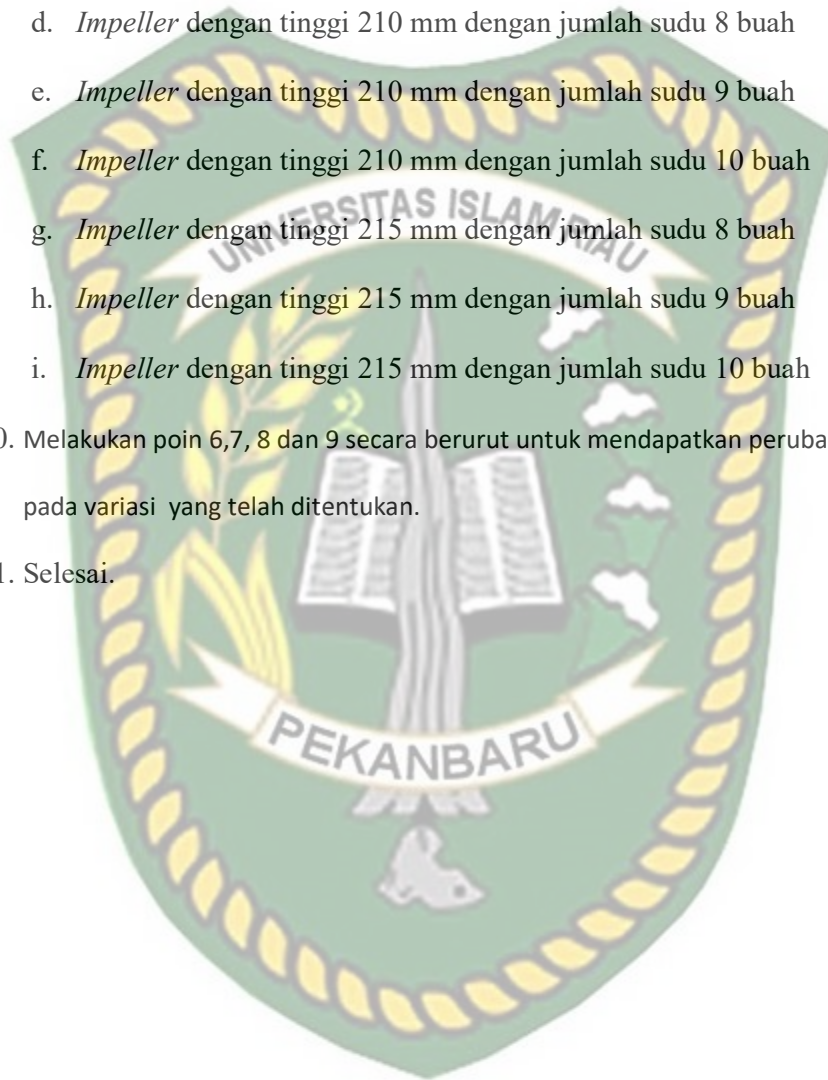 d. Impeller dengan tinggi 210 mm dengan jumlah sudu 8 buah
e. Impeller dengan tinggi 210 mm dengan jumlah sudu 9 buah
f. Impeller dengan tinggi 210 mm dengan jumlah sudu 10 buah
UNIVERSITAS ISLAM RIAU
g. Impeller dengan tinggi 215 mm dengan jumlah sudu 8 buah
h. Impeller dengan tinggi 215 mm dengan jumlah sudu 9 buah
i. Impeller dengan tinggi 215 mm dengan jumlah sudu 10 buah
). Melakukan poin 6,7, 8 dan 9 secara berurut untuk mendapatkan peruba
pada variasi yang telah ditentukan.
. Selesai.
PEKANBARU